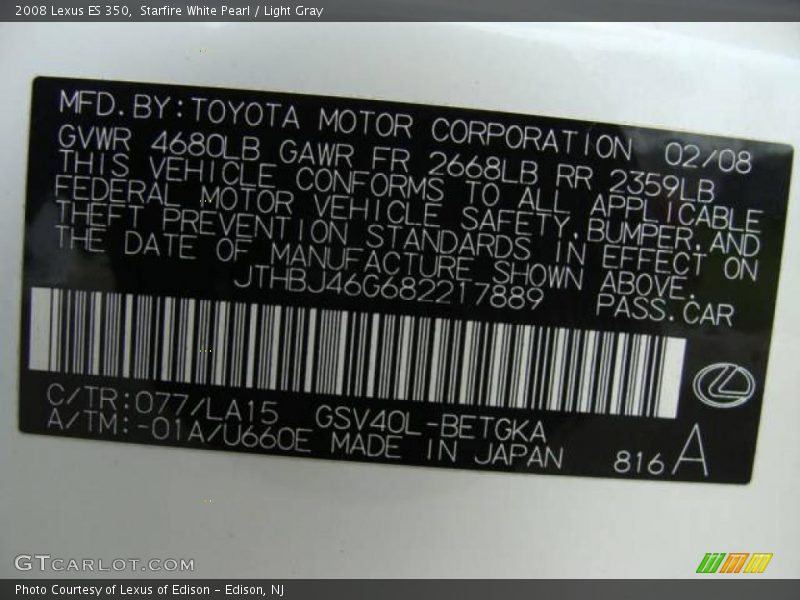 2008 Lexus ES 350,  Starfire White Pearl / Light Gray
MFD. BY: TOYOTA MOTOR CORPORATION 02/08
GVWR 4680LB GAWR FR 2668LB RR 2359LB
THIS VEHICLE CONFORMS TO ALL APPLICABLE
FEDERAL MOTOR VEHICLE SAFETY, BUMPER, AND
THEFT PREVENTION STANDARDS IN EFFECT ON
THE DATE OF MANUFACTURE SHOWN ABOVE.
JTHBJ46G682217889 PASS. CAR
C/TR: 077/LA15 GSV40L-BETGKA
A/TM: -01A/U660E MADE IN JAPAN 816 A
GTCARLOT.COM
Photo Courtesy of Lexus of Edison - Edison, NJ